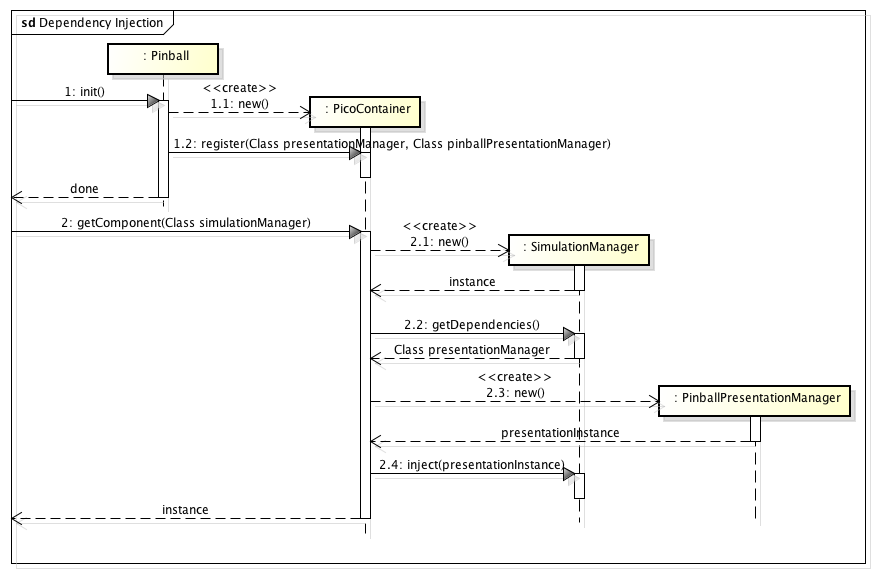 sd Dependency Injection
: Pinball
1: init()
<<create>>
1.1: new()
: PicoContainer
1.2: register(Class presentationManager, Class pinballPresentationManager)
done
2: getComponent(Class simulationManager)
<<create>>
2.1: new()
: SimulationManager
instance
2.2: getDependencies()
Class presentationManager
<<create>>
2.3: new()
: PinballPresentationManager
presentationInstance
2.4: inject(presentationInstance)
instance